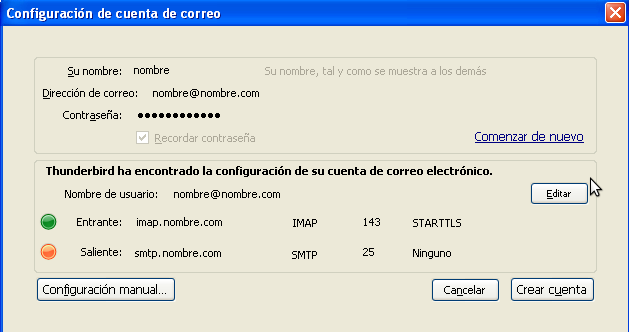 Configuración de cuenta de correo
Su nombre: nombre Su nombre, tal y como se muestra a los demás
Dirección de correo: nombre@nombre.com
Contraseña: ●●●●●●●●●●●●
Recordar contraseña
Comenzar de nuevo
Thunderbird ha encontrado la configuración de su cuenta de correo electrónico.
Nombre de usuario: nombre@nombre.com Editar
Entrante: imap.nombre.com IMAP 143 STARTTLS
Saliente: smtp.nombre.com SMTP 25 Ninguno
Configuración manual... Cancelar Crear cuenta